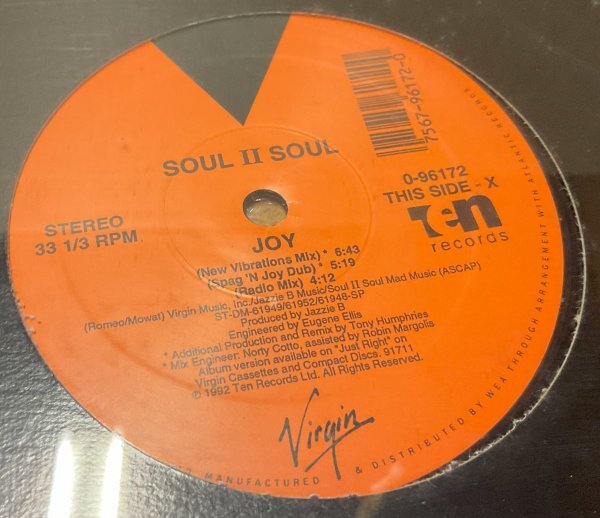 SOUL II SOUL
7567-96172-0
0-96172
THIS SIDE - X
Ten
records
STEREO
33 1/3 RPM
JOY
(New Vibrations Mix) * 6:43
(Spag 'N Joy Dub) * 5:19
(Radio Mix) 4:12
(Romeo/Mowat) Virgin Music, Inc./Jazzie B Music/Soul II Soul Mad Music (ASCAP)
ST-DM-61949/61952/61948-SP
Produced by Jazzie B
Engineered by Eugene Ellis
* Additional Production and Remix by Tony Humphries
* Mix Engineer: Norty Cotto, assisted by Robin Margolis
Album version available on "Just Right" on
Virgin Cassettes and Compact Discs. 91711
℗1992 Ten Records Ltd. All Rights Reserved.
Virgin
MANUFACTURED & DISTRIBUTED BY WEA THROUGH ARRANGEMENT WITH ATLANTIC RECORDS